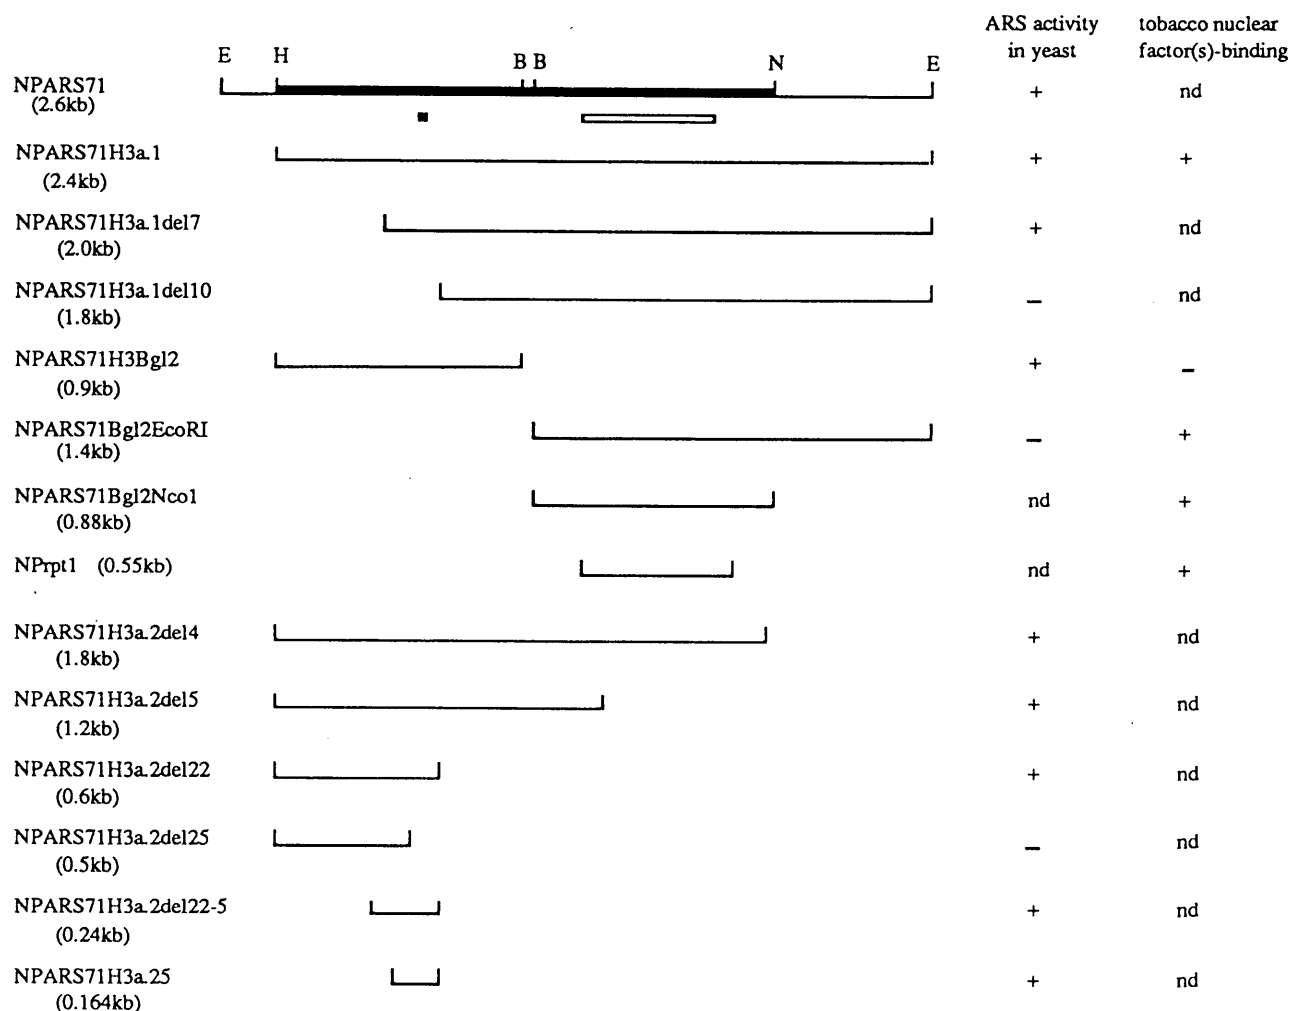 ARS activity tobacco nuclear
in yeast factor(s)-binding
E H B B N E
NPARS71 + nd
(2.6kb)
NPARS71H3a.1 + +
(2.4kb)
NPARS71H3a.1del7 + nd
(2.0kb)
NPARS71H3a.1del10 – nd
(1.8kb)
NPARS71H3Bgl2 + –
(0.9kb)
NPARS71Bgl2EcoRI – +
(1.4kb)
NPARS71Bgl2Nco1 nd +
(0.88kb)
NPrpt1 (0.55kb) nd +
NPARS71H3a.2del4 + nd
(1.8kb)
NPARS71H3a.2del5 + nd
(1.2kb)
NPARS71H3a.2del22 + nd
(0.6kb)
NPARS71H3a.2del25 – nd
(0.5kb)
NPARS71H3a.2del22-5 + nd
(0.24kb)
NPARS71H3a.25 + nd
(0.164kb)